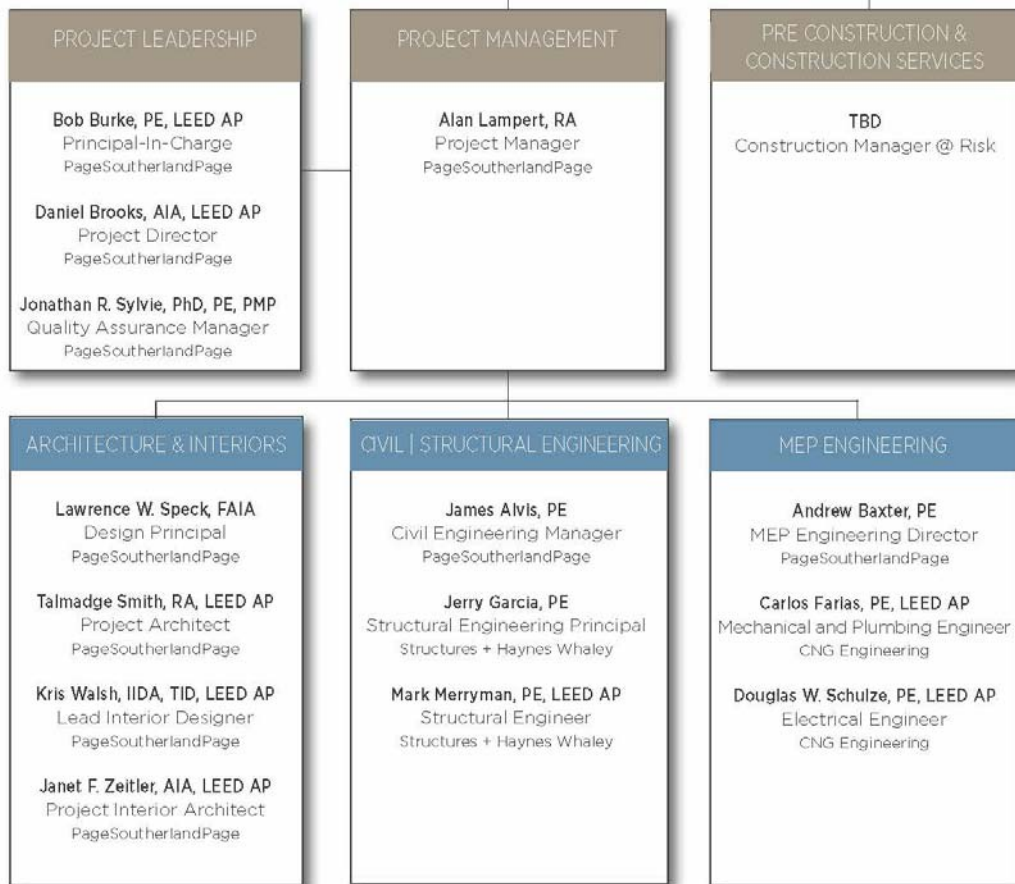 PROJECT LEADERSHIP
Bob Burke, PE, LEED AP
Principal-In-Charge
PageSoutherlandPage
Daniel Brooks, AIA, LEED AP
Project Director
PageSoutherlandPage
Jonathan R. Sylvie, PhD, PE, PMP
Quality Assurance Manager
PageSoutherlandPage
PROJECT MANAGEMENT
Alan Lampert, RA
Project Manager
PageSoutherlandPage
PRE CONSTRUCTION &
CONSTRUCTION SERVICES
TBD
Construction Manager @ Risk
ARCHITECTURE & INTERIORS
Lawrence W. Speck, FAIA
Design Principal
PageSoutherlandPage
Talmadge Smith, RA, LEED AP
Project Architect
PageSoutherlandPage
Kris Walsh, IIDA, TID, LEED AP
Lead Interior Designer
PageSoutherlandPage
Janet F. Zeitler, AIA, LEED AP
Project Interior Architect
PageSoutherlandPage
CIVIL | STRUCTURAL ENGINEERING
James Alvis, PE
Civil Engineering Manager
PageSoutherlandPage
Jerry Garcia, PE
Structural Engineering Principal
Structures + Haynes Whaley
Mark Merryman, PE, LEED AP
Structural Engineer
Structures + Haynes Whaley
MEP ENGINEERING
Andrew Baxter, PE
MEP Engineering Director
PageSoutherlandPage
Carlos Farias, PE, LEED AP
Mechanical and Plumbing Engineer
CNG Engineering
Douglas W. Schulze, PE, LEED AP
Electrical Engineer
CNG Engineering